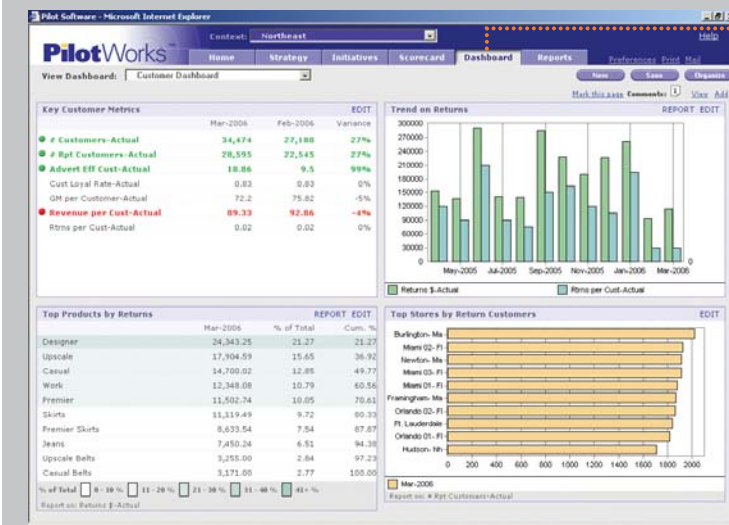 Pilot Software - Microsoft Internet Explorer
Context: Northeast
Help
PilotWorks™
Home Strategy Initiatives Scorecard Dashboard Reports Preferences Print Mail
View Dashboard: Customer Dashboard
New Save Organize
Mark this page Comments: View Add
Key Customer Metrics EDIT
Mar-2006 Feb-2006 Variance
# Customers-Actual 34,474 27,188 27%
# Rpt Customers-Actual 28,595 22,545 27%
Advert Eff Cust-Actual 18.86 9.5 99%
Cust Loyal Rate-Actual 0.83 0.83 0%
GM per Customer-Actual 72.2 75.82 -5%
Revenue per Cust-Actual 89.33 92.86 -4%
Rtrns per Cust-Actual 0.02 0.02 0%
Trend on Returns REPORT EDIT
300000
270000
240000
210000
180000
150000
120000
90000
60000
30000
0 0
May-2005 Jul-2005 Sep-2005 Nov-2005 Jan-2006 Mar-2006
Returns $-Actual Rtrns per Cust-Actual
Top Products by Returns REPORT EDIT
Mar-2006 % of Total Cum. %
Designer 24,343.25 21.27 21.27
Upscale 17,904.59 15.65 36.92
Casual 14,700.02 12.85 49.77
Work 12,348.08 10.79 60.56
Premier 11,502.74 10.05 70.61
Skirts 11,119.49 9.72 80.33
Premier Skirts 8,633.54 7.54 87.87
Jeans 7,450.24 6.51 94.38
Upscale Belts 3,255.00 2.84 97.23
Casual Belts 3,171.00 2.77 100.00
% of Total 0 - 10 % 11 - 20 % 21 - 30 % 31 - 40 % 41+ %
Report on: Returns $-Actual
Top Stores by Return Customers EDIT
Burlington- Ma
Miami 02- Fl
Newton- Ma
Miami 03- Fl
Miami 01- Fl
Framingham- Ma
Orlando 02- Fl
Ft. Lauderdale
Orlando 01- Fl
Hudson- Nh
0 200 400 600 800 1000 1200 1400 1600 1800 2000
Mar-2006
Report on: # Rpt Customers-Actual